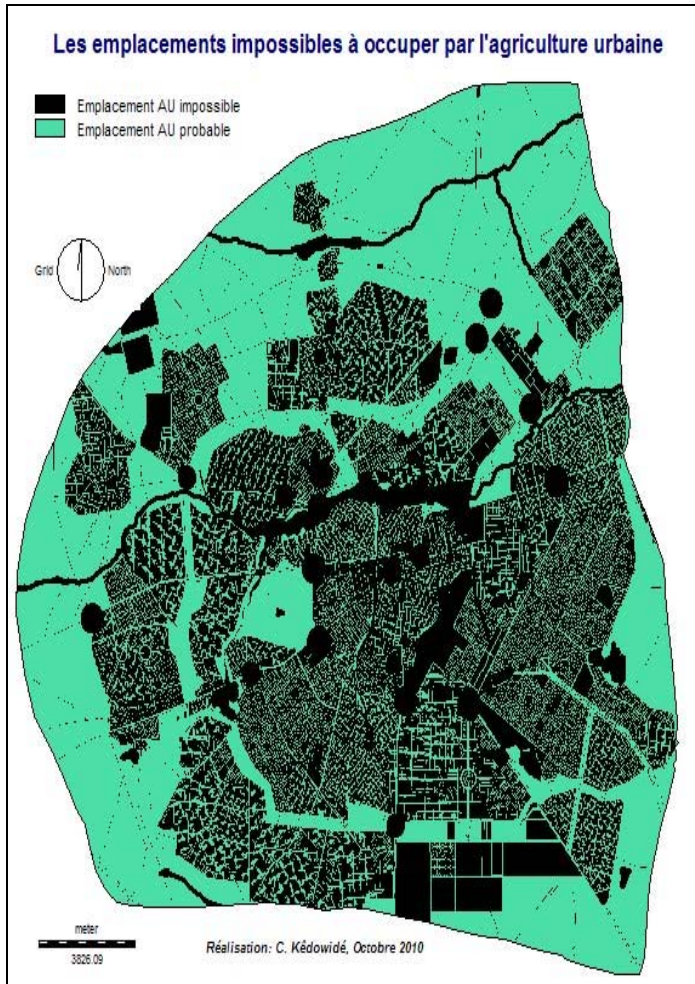 Les emplacements impossibles à occuper par l'agriculture urbaine
Emplacement AU impossible
Emplacement AU probable
Grid North
meter
3826.09
Réalisation: C. Kêdowidé, Octobre 2010